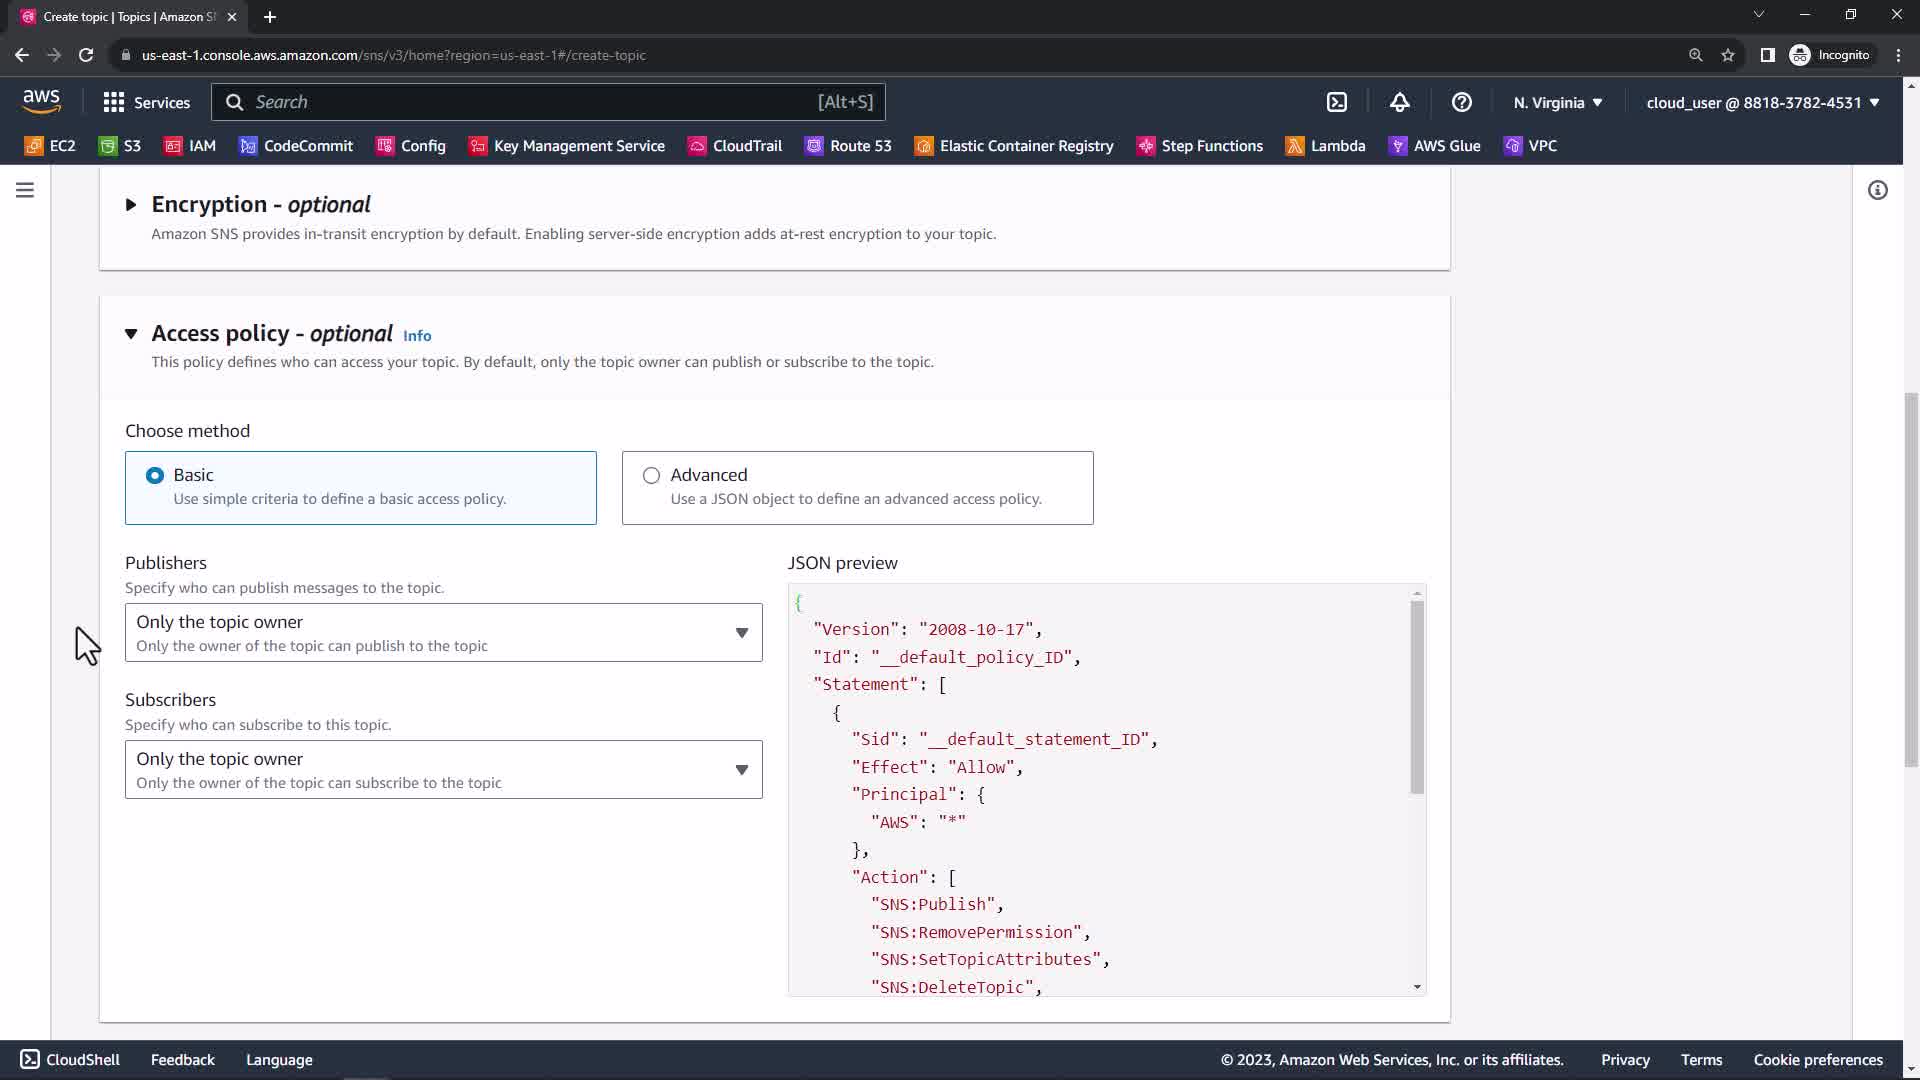 Create topic | Topics | Amazon S
us-east-1.console.aws.amazon.com/sns/v3/home?region=us-east-1#/create-topic
Incognito
aws
Services
Search
[Alt+S]
N. Virginia
cloud_user @ 8818-3782-4531
EC2
S3
IAM
CodeCommit
Config
Key Management Service
CloudTrail
Route 53
Elastic Container Registry
Step Functions
Lambda
AWS Glue
VPC
Encryption - optional
Amazon SNS provides in-transit encryption by default. Enabling server-side encryption adds at-rest encryption to your topic.
Access policy - optional Info
This policy defines who can access your topic. By default, only the topic owner can publish or subscribe to the topic.
Choose method
Basic
Use simple criteria to define a basic access policy.
Advanced
Use a JSON object to define an advanced access policy.
Publishers
Specify who can publish messages to the topic.
Only the topic owner
Only the owner of the topic can publish to the topic
Subscribers
Specify who can subscribe to this topic.
Only the topic owner
Only the owner of the topic can subscribe to the topic
JSON preview
{
"Version": "2008-10-17",
"Id": "__default_policy_ID",
"Statement": [
{
"Sid": "__default_statement_ID",
"Effect": "Allow",
"Principal": {
"AWS": "*"
},
"Action": [
"SNS:Publish",
"SNS:RemovePermission",
"SNS:SetTopicAttributes",
"SNS:DeleteTopic",
CloudShell
Feedback
Language
© 2023, Amazon Web Services, Inc. or its affiliates.
Privacy
Terms
Cookie preferences